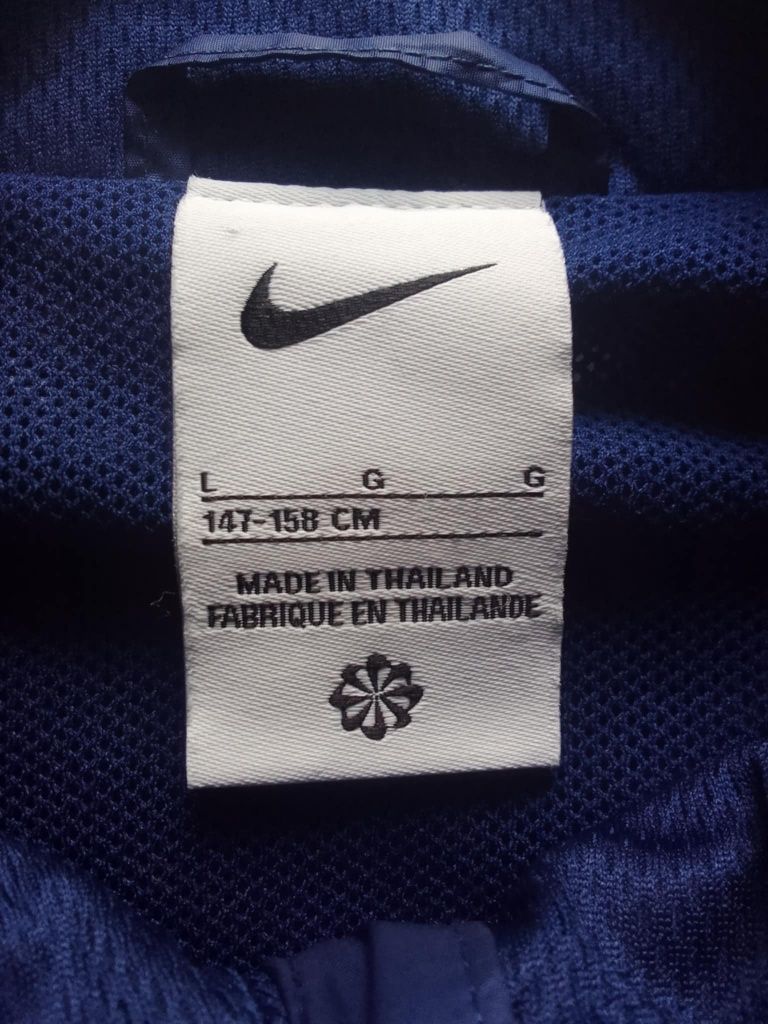 L G G
147-158 CM
MADE IN THAILAND
FABRIQUE EN THAILANDE